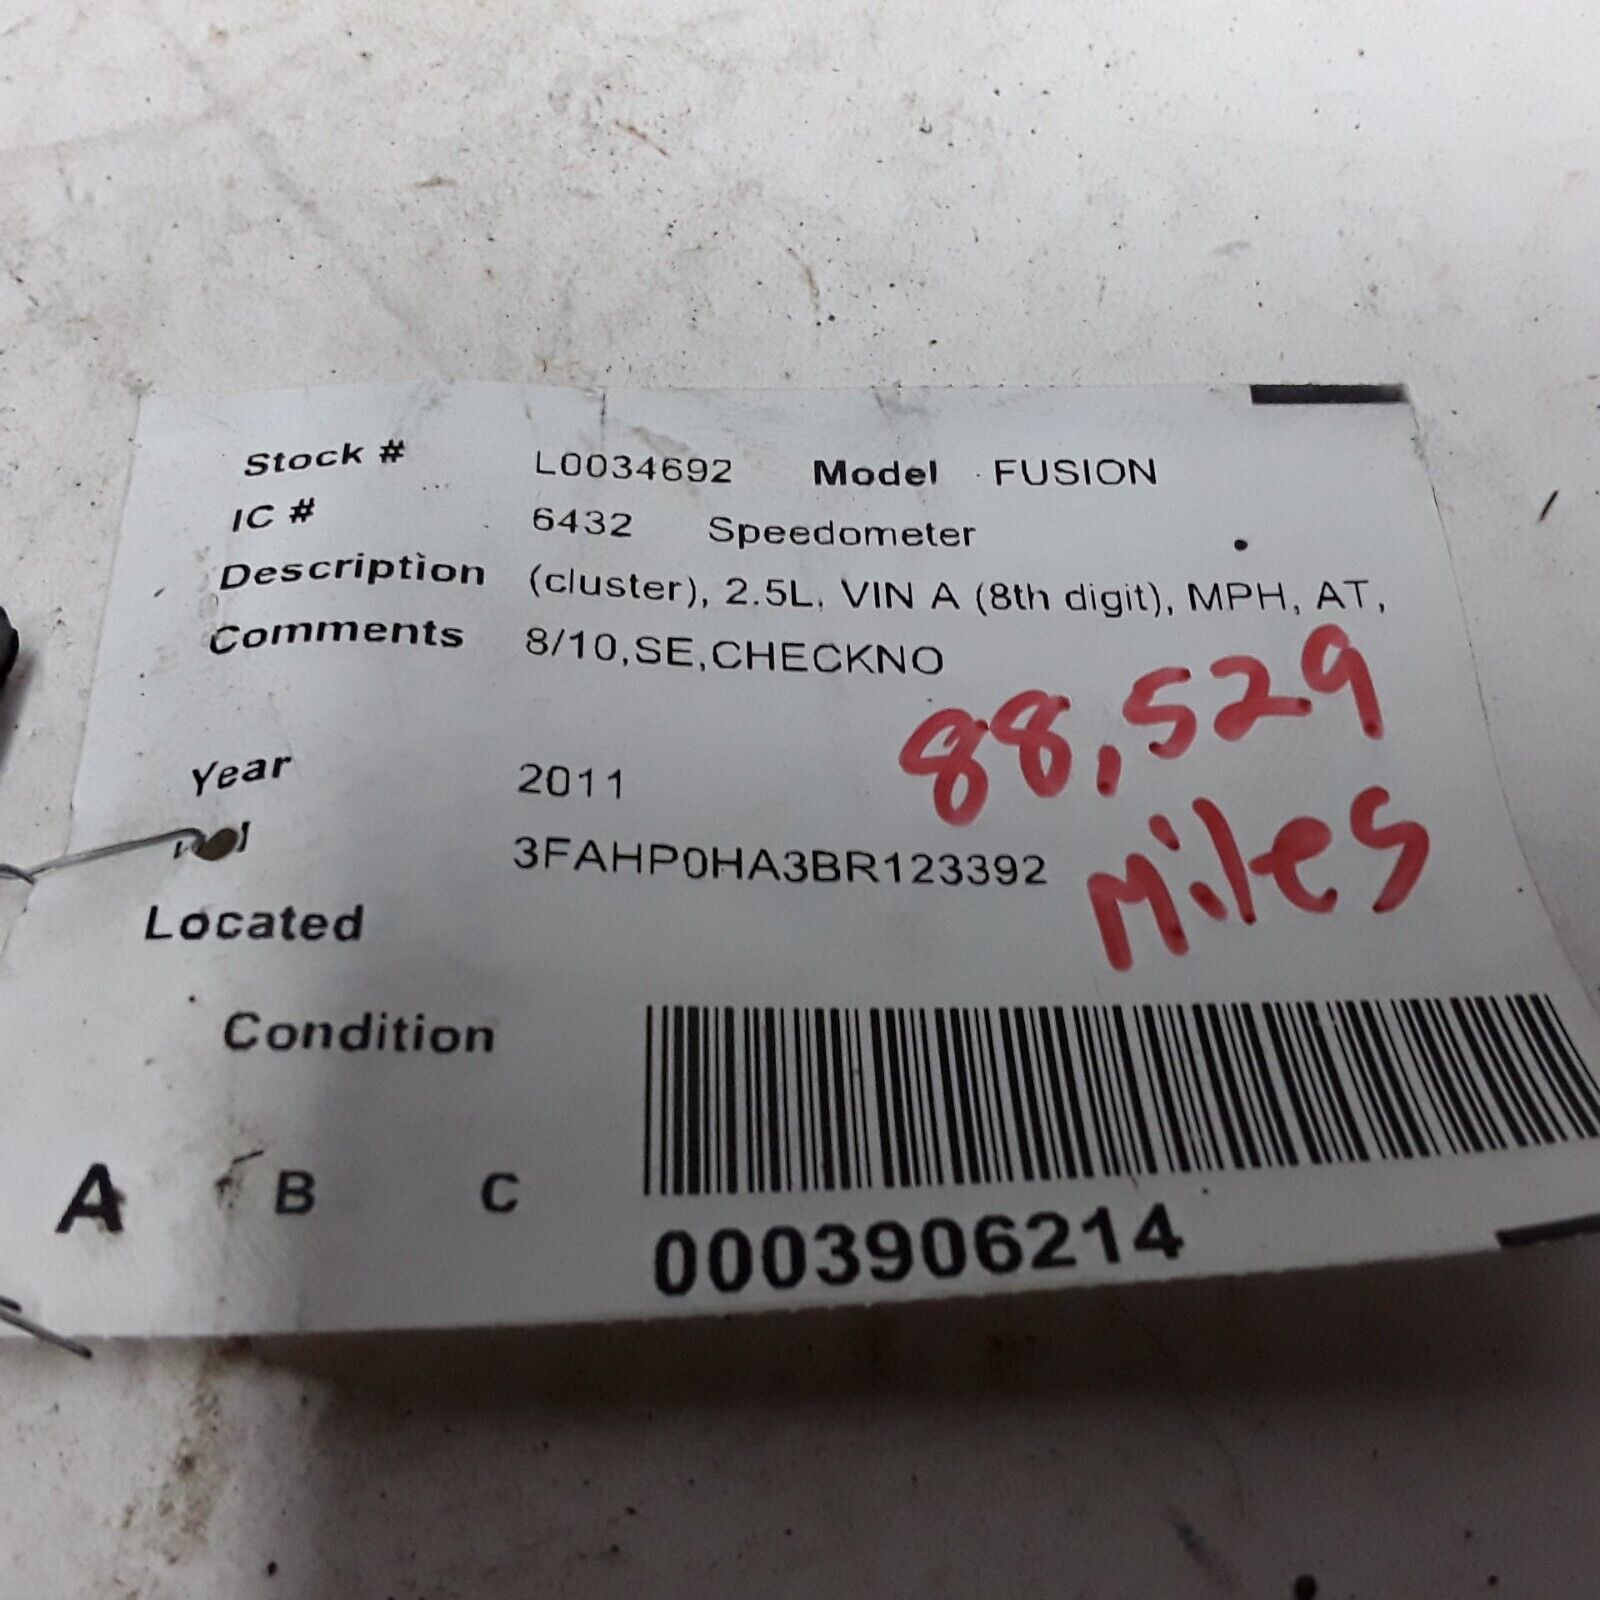 Stock # L0034692 Model FUSION
IC # 6432 Speedometer
Description (cluster), 2.5L, VIN A (8th digit), MPH, AT,
Comments 8/10,SE,CHECKNO
88,529
Miles
Year 2011
3FAHP0HA3BR123392
Located
Condition
A B C
0003906214